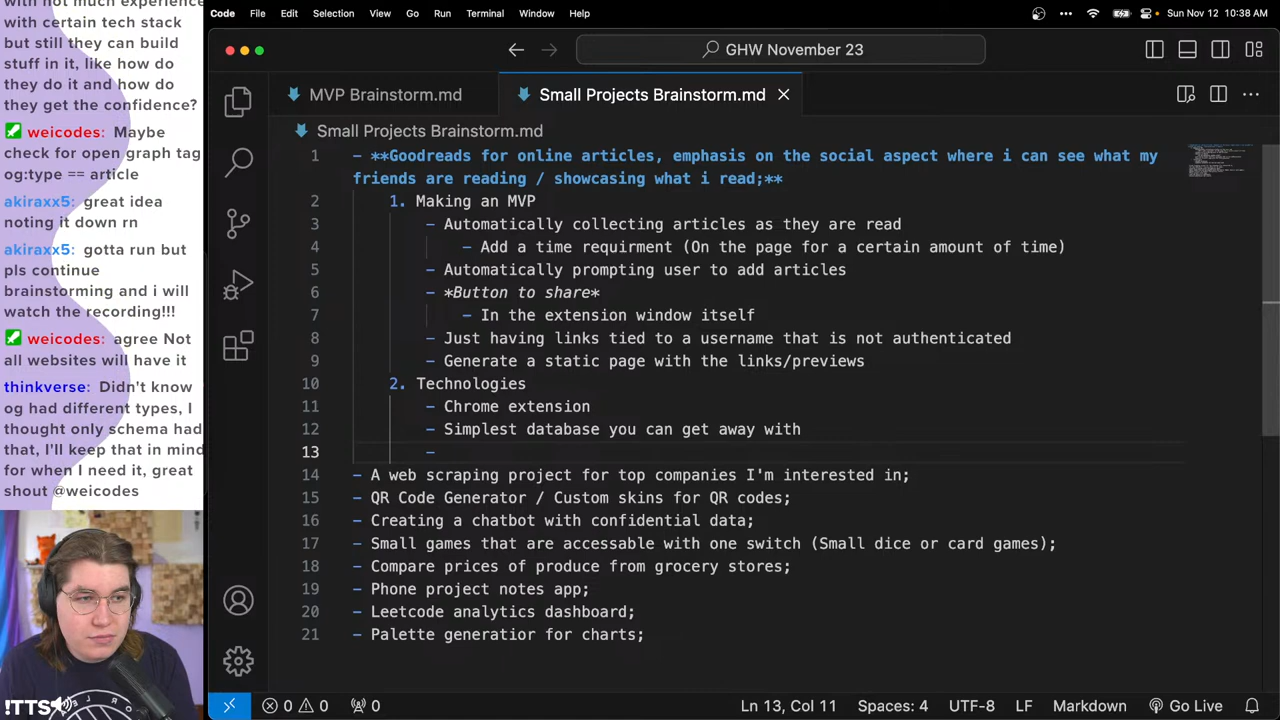 with not much experience
with certain tech stack
but still they can build
stuff in it, like how do
they do it and how do
they get the confidence?
weicodes: Maybe
check for open graph tag
og:type == article
akiraxx5: great idea
noting it down rn
akiraxx5: gotta run but
pls continue
brainstorming and i will
watch the recording!!!
weicodes: agree Not
all websites will have it
thinkverse: Didn't know
og had different types, I
thought only schema had
that, I'll keep that in mind
for when I need it, great
shout @weicodes
!TTS
Code File Edit Selection View Go Run Terminal Window Help
Sun Nov 12 10:38 AM
GHW November 23
MVP Brainstorm.md
Small Projects Brainstorm.md
Small Projects Brainstorm.md
1 - **Goodreads for online articles, emphasis on the social aspect where i can see what my
friends are reading / showcasing what i read;**
2 1. Making an MVP
3 - Automatically collecting articles as they are read
4 - Add a time requirment (On the page for a certain amount of time)
5 - Automatically prompting user to add articles
6 - *Button to share*
7 - In the extension window itself
8 - Just having links tied to a username that is not authenticated
9 - Generate a static page with the links/previews
10 2. Technologies
11 - Chrome extension
12 - Simplest database you can get away with
13 -
14 - A web scraping project for top companies I'm interested in;
15 - QR Code Generator / Custom skins for QR codes;
16 - Creating a chatbot with confidential data;
17 - Small games that are accessable with one switch (Small dice or card games);
18 - Compare prices of produce from grocery stores;
19 - Phone project notes app;
20 - Leetcode analytics dashboard;
21 - Palette generatior for charts;
0 0 0
Ln 13, Col 11 Spaces: 4 UTF-8 LF Markdown Go Live